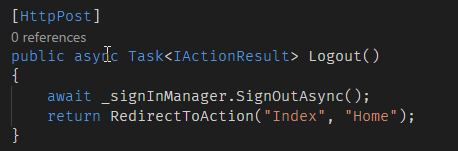 [HttpPost]
0 references
public async Task<IActionResult> Logout()
{
    await _signInManager.SignOutAsync();
    return RedirectToAction("Index", "Home");
}